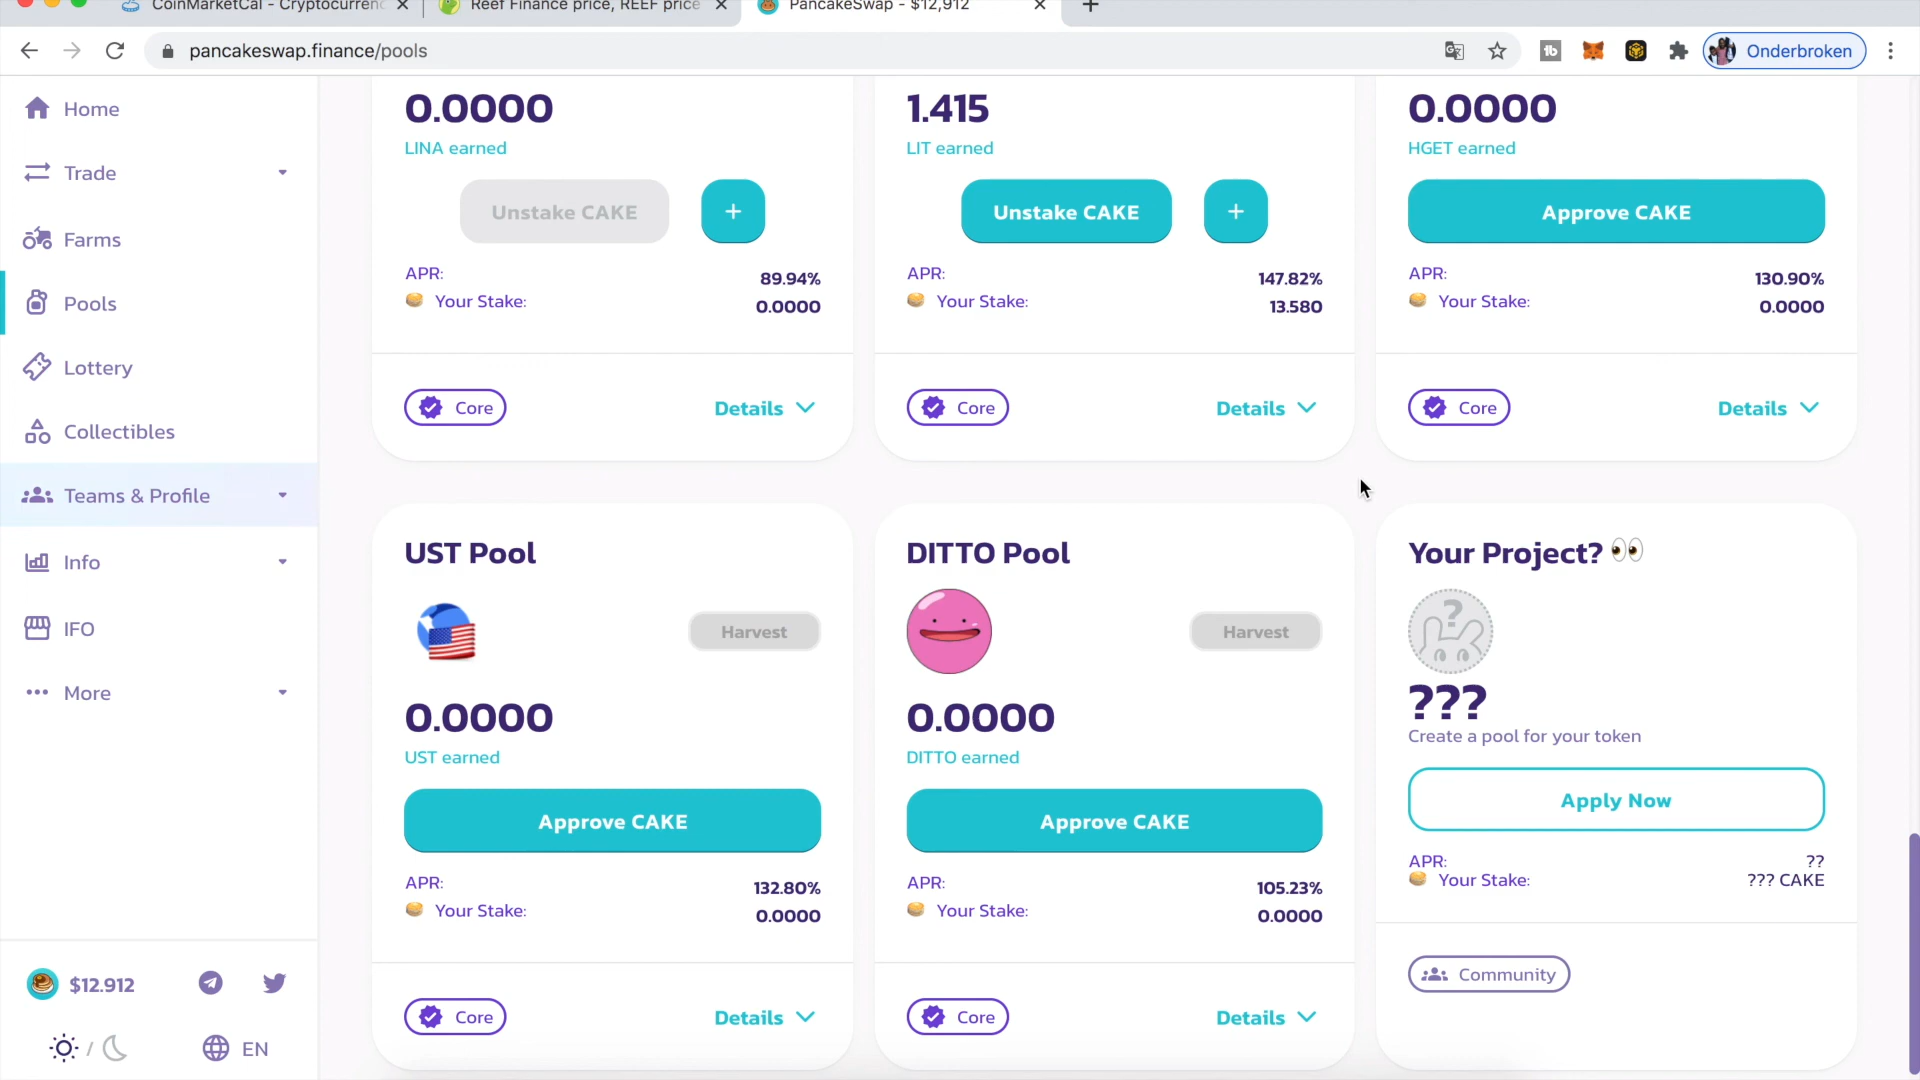 CoinMarketCal - Cryptocurrenc
Reef Finance price, REEF price
PancakeSwap - $12,912
pancakeswap.finance/pools
Onderbroken
Home
Trade
Farms
Pools
Lottery
Collectibles
Teams & Profile
Info
IFO
More
$12.912
EN
0.0000
LINA earned
Unstake CAKE
+
APR:
89.94%
Your Stake:
0.0000
Core
Details
1.415
LIT earned
Unstake CAKE
+
APR:
147.82%
Your Stake:
13.580
Core
Details
0.0000
HGET earned
Approve CAKE
APR:
130.90%
Your Stake:
0.0000
Core
Details
UST Pool
Harvest
0.0000
UST earned
Approve CAKE
APR:
132.80%
Your Stake:
0.0000
Core
Details
DITTO Pool
Harvest
0.0000
DITTO earned
Approve CAKE
APR:
105.23%
Your Stake:
0.0000
Core
Details
Your Project? 👀
?
???
Create a pool for your token
Apply Now
APR:
??
Your Stake:
??? CAKE
Community